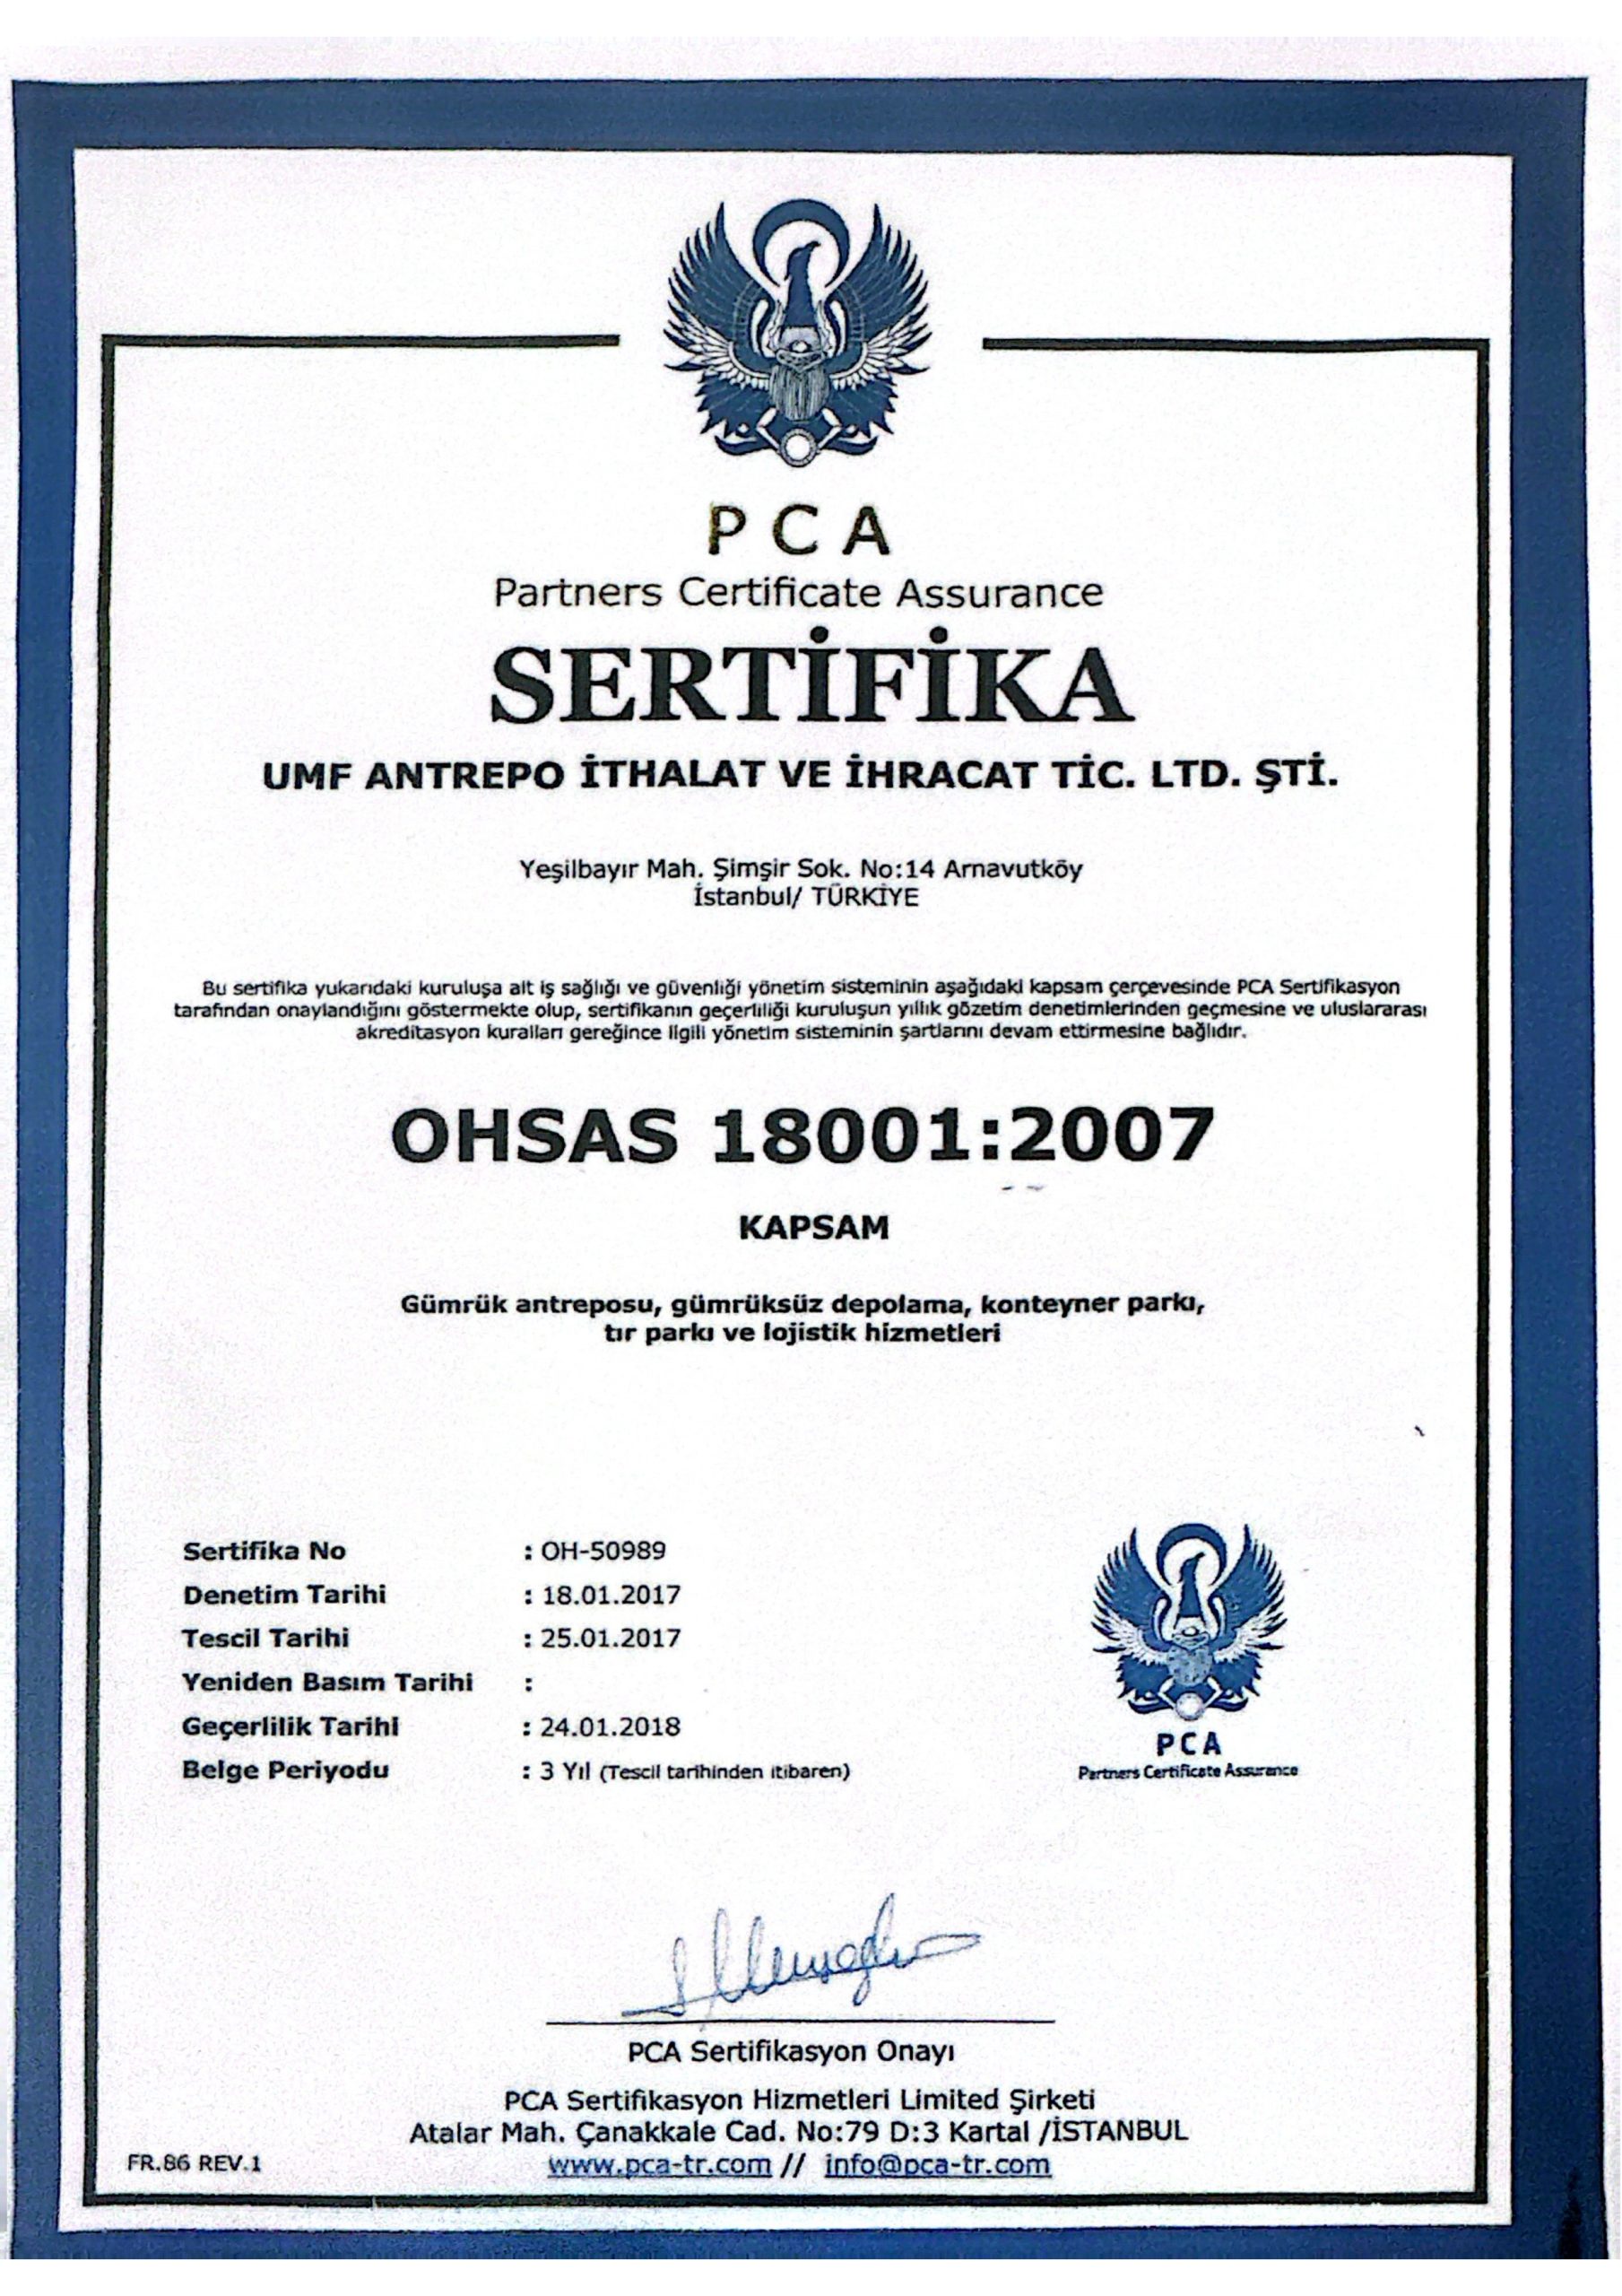 PCA
Partners Certificate Assurance
SERTİFİKA
UMF ANTREPO İTHALAT VE İHRACAT TİC. LTD. ŞTİ.
Yeşilbayır Mah. Şimşir Sok. No:14 Arnavutköy
İstanbul/ TÜRKİYE
Bu sertifika yukarıdaki kuruluşa ait iş sağlığı ve güvenliği yönetim sisteminin aşağıdaki kapsam çerçevesinde PCA Sertifikasyon
tarafından onaylandığını göstermekte olup, sertifikanın geçerliliği kuruluşun yıllık gözetim denetimlerinden geçmesine ve uluslararası
akreditasyon kuralları gereğince ilgili yönetim sisteminin şartlarını devam ettirmesine bağlıdır.
OHSAS 18001:2007
KAPSAM
Gümrük antreposu, gümrüksüz depolama, konteyner parkı,
tır parkı ve lojistik hizmetleri
Sertifika No : OH-50989
Denetim Tarihi : 18.01.2017
Tescil Tarihi : 25.01.2017
Yeniden Basım Tarihi :
Geçerlilik Tarihi : 24.01.2018
Belge Periyodu : 3 Yıl (Tescil tarihinden itibaren)
PCA
Partners Certificate Assurance
PCA Sertifikasyon Onayı
PCA Sertifikasyon Hizmetleri Limited Şirketi
Atalar Mah. Çanakkale Cad. No:79 D:3 Kartal /İSTANBUL
www.pca-tr.com // info@pca-tr.com
FR.86 REV.1